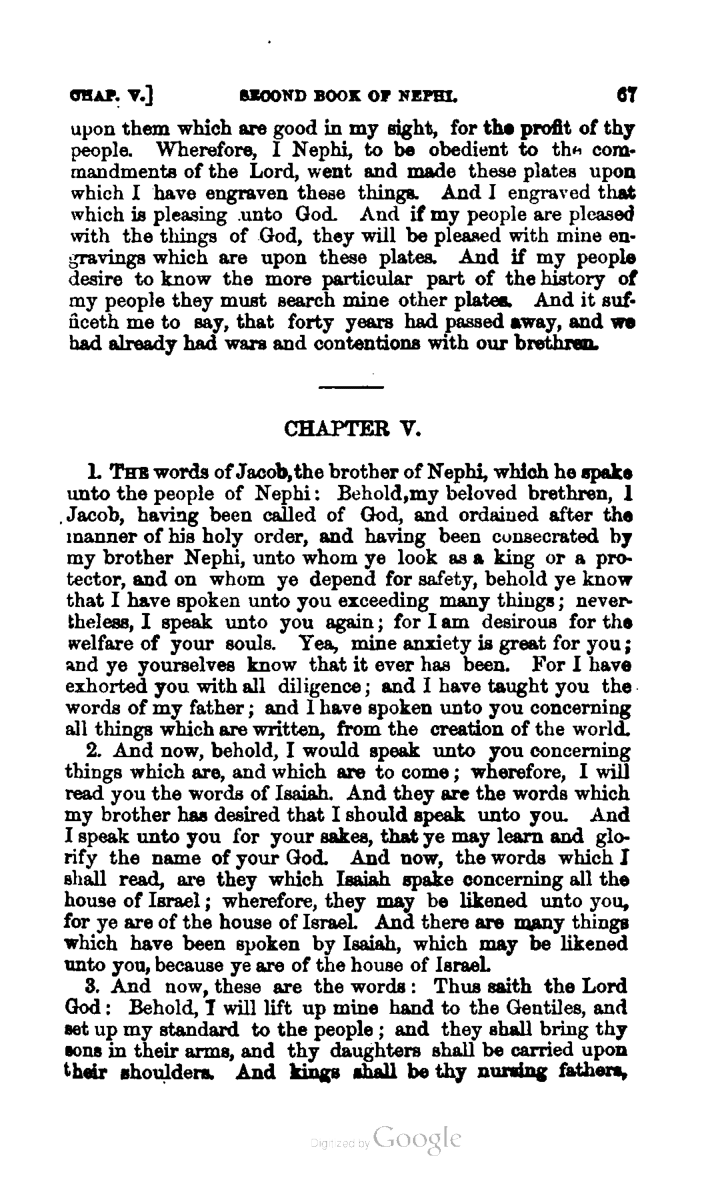 CHAP. V.] SECOND BOOK OF NEPHI. 67
upon them which are good in my sight, for the profit of thy
people. Wherefore, I Nephi, to be obedient to the com-
mandments of the Lord, went and made these plates upon
which I have engraven these things. And I engraved that
which is pleasing unto God. And if my people are pleased
with the things of God, they will be pleased with mine en-
gravings which are upon these plates. And if my people
desire to know the more particular part of the history of
my people they must search mine other plates. And it suf-
ficeth me to say, that forty years had passed away, and we
had already had wars and contentions with our brethren.
CHAPTER V.
1. THE words of Jacob, the brother of Nephi, which he spake
unto the people of Nephi: Behold, my beloved brethren, I
Jacob, having been called of God, and ordained after the
manner of his holy order, and having been consecrated by
my brother Nephi, unto whom ye look as a king or a pro-
tector, and on whom ye depend for safety, behold ye know
that I have spoken unto you exceeding many things; never-
theless, I speak unto you again; for I am desirous for the
welfare of your souls. Yea, mine anxiety is great for you;
and ye yourselves know that it ever has been. For I have
exhorted you with all diligence; and I have taught you the
words of my father; and I have spoken unto you concerning
all things which are written, from the creation of the world.
2. And now, behold, I would speak unto you concerning
things which are, and which are to come; wherefore, I will
read you the words of Isaiah. And they are the words which
my brother has desired that I should speak unto you. And
I speak unto you for your sakes, that ye may learn and glo-
rify the name of your God. And now, the words which I
shall read, are they which Isaiah spake concerning all the
house of Israel; wherefore, they may be likened unto you,
for ye are of the house of Israel. And there are many things
which have been spoken by Isaiah, which may be likened
unto you, because ye are of the house of Israel.
3. And now, these are the words: Thus saith the Lord
God: Behold, I will lift up mine hand to the Gentiles, and
set up my standard to the people; and they shall bring thy
sons in their arms, and thy daughters shall be carried upon
their shoulders. And kings shall be thy nursing fathers,
Digitized by Google